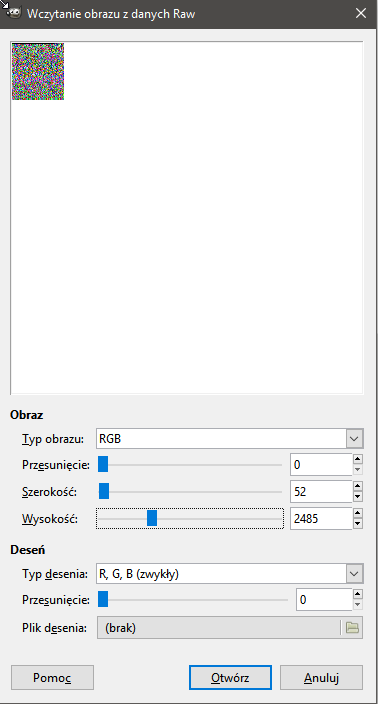 Wczytanie obrazu z danych Raw
Obraz
Typ obrazu: RGB
Przesunięcie: 0
Szerokość: 52
Wysokość: 2485
Deseń
Typ desenia: R, G, B (zwykły)
Przesunięcie: 0
Plik desenia: (brak)
Pomoc Otwórz Anuluj